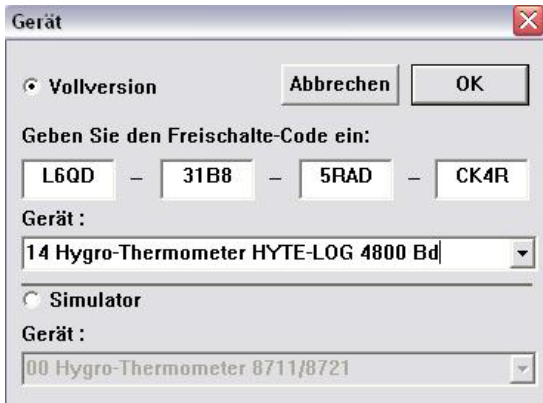 Gerät
Vollversion Abbrechen OK
Geben Sie den Freischalte-Code ein:
L6QD – 31B8 – 5RAD – CK4R
Gerät :
14 Hygro-Thermometer HYTE-LOG 4800 Bd
Simulator
Gerät :
00 Hygro-Thermometer 8711/8721